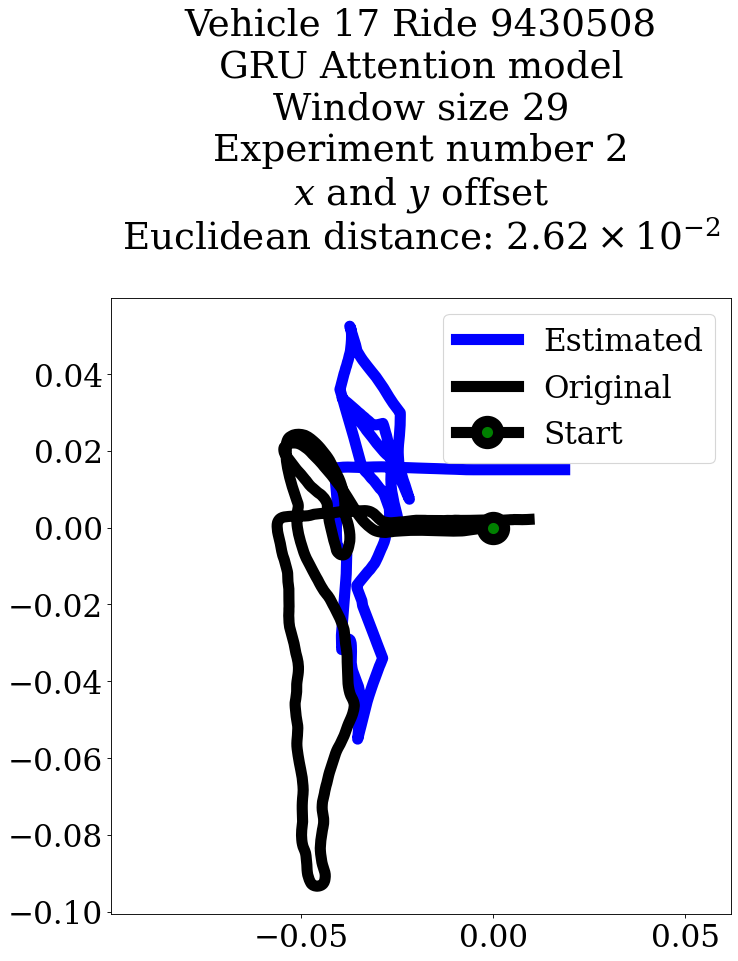 Vehicle 17 Ride 9430508
GRU Attention model
Window size 29
Experiment number 2
x and y offset
Euclidean distance: 2.62 × 10⁻²
Estimated
Original
Start
0.04
0.02
0.00
−0.02
−0.04
−0.06
−0.08
−0.10
−0.05 0.00 0.05